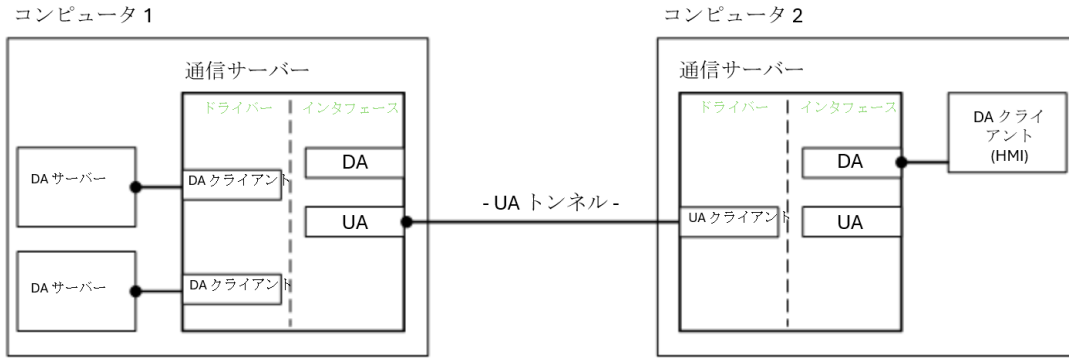 コンピュータ 1
コンピュータ 2
通信サーバー
通信サーバー
ドライバー
インタフェース
ドライバー
インタフェース
DA クライ
アント
(HMI)
DA
DA
DA サーバー
DA クライアント
- UA トンネル -
UA
UA クライアント
UA
DA サーバー
DA クライアント